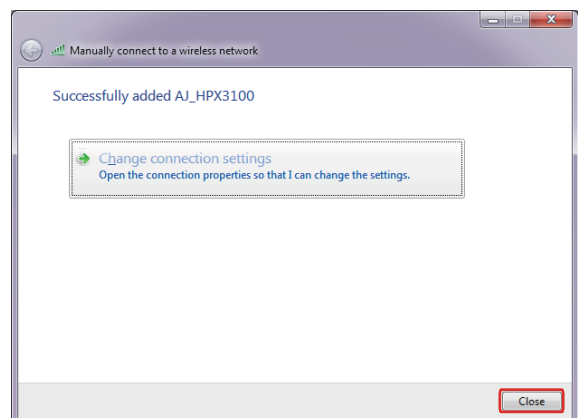 Manually connect to a wireless network
Successfully added AJ_HPX3100
Change connection settings
Open the connection properties so that I can change the settings.
Close